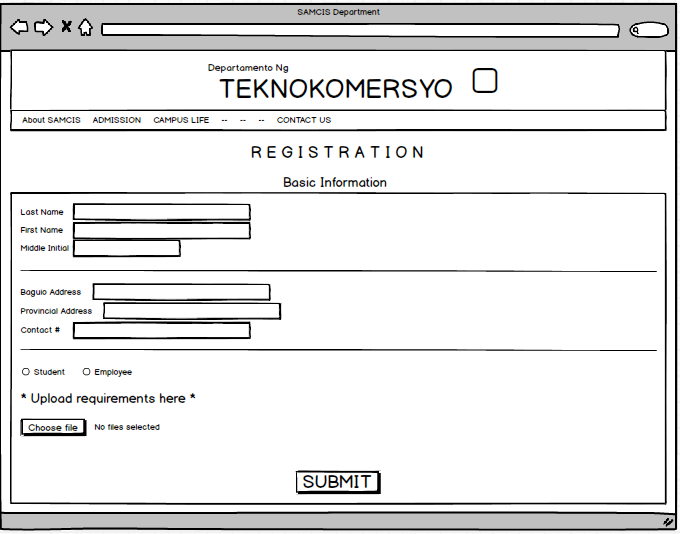 SAMCIS Department
Departamento Ng
TEKNOKOMERSYO
About SAMCIS ADMISSION CAMPUS LIFE -- -- -- CONTACT US
REGISTRATION
Basic Information
Last Name
First Name
Middle Initial
Baguio Address
Provincial Address
Contact #
Student Employee
* Upload requirements here *
Choose file No files selected
SUBMIT